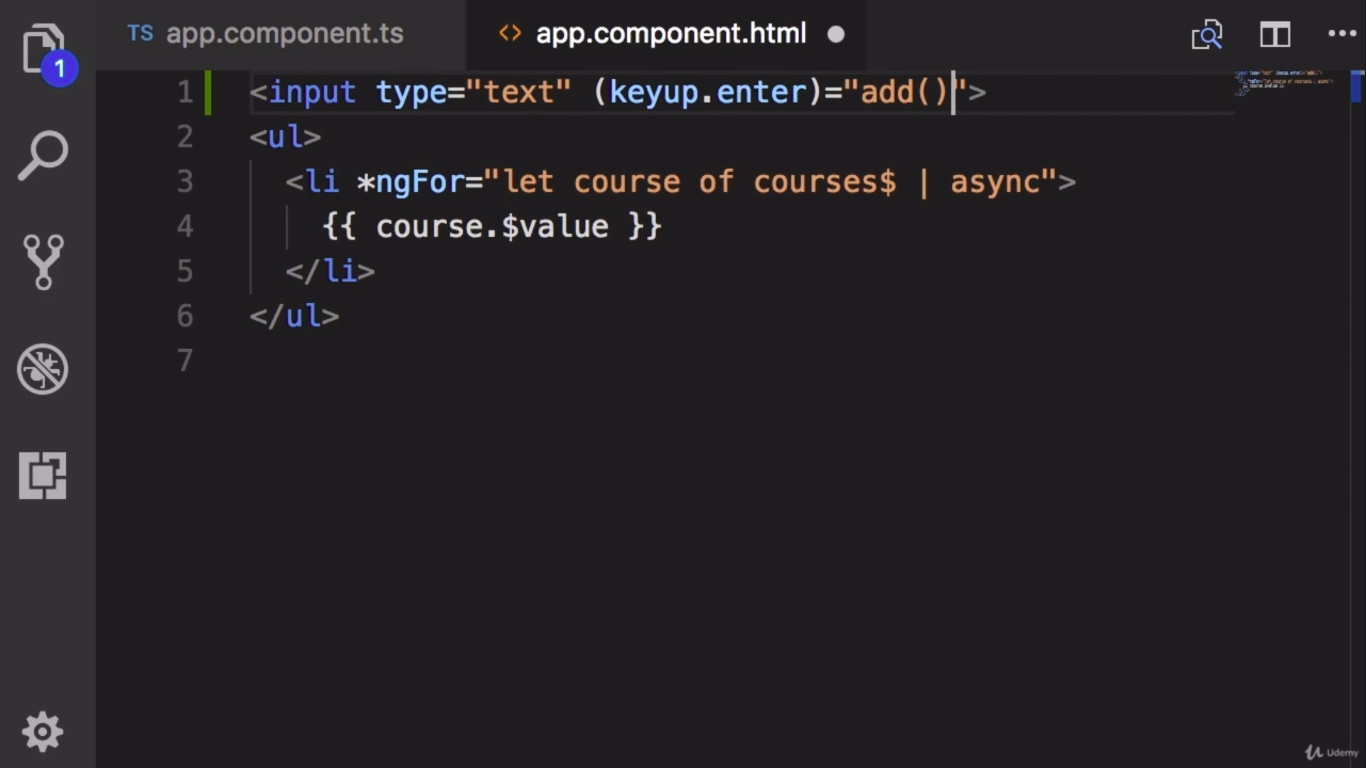 TS app.component.ts <> app.component.html
1
1 <input type="text" (keyup.enter)="add()">
2 <ul>
3 <li *ngFor="let course of courses$ | async">
4 {{ course.$value }}
5 </li>
6 </ul>
7
Udemy